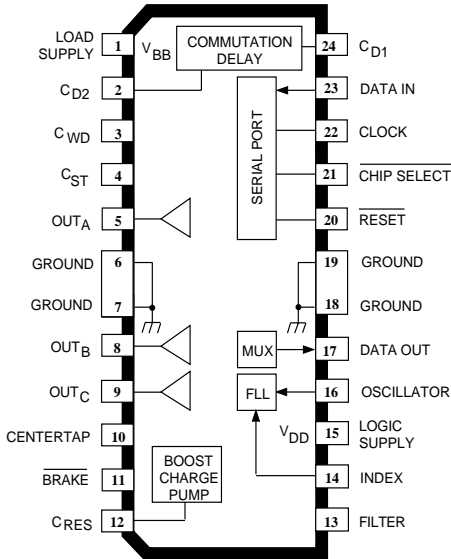 LOAD
SUPPLY
1
V BB
COMMUTATION
DELAY
24
C D1
C D2
2
23
DATA IN
C WD
3
22
CLOCK
C ST
4
SERIAL PORT
21
CHIP SELECT
OUT A
5
20
RESET
GROUND
6
19
GROUND
GROUND
7
18
GROUND
OUT B
8
MUX
17
DATA OUT
OUT C
9
FLL
16
OSCILLATOR
CENTERTAP
10
V DD
15
LOGIC
SUPPLY
BRAKE
11
BOOST
CHARGE
PUMP
14
INDEX
C RES
12
13
FILTER